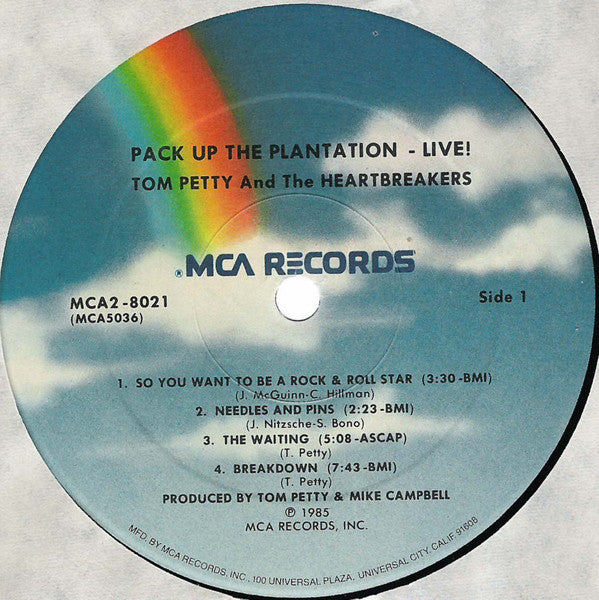 PACK UP THE PLANTATION - LIVE!
TOM PETTY And The HEARTBREAKERS
® MCA RECORDS
MCA2-8021
(MCA5036)
Side 1
1. SO YOU WANT TO BE A ROCK & ROLL STAR (3:30-BMI)
(J. McGuinn-C. Hillman)
2. NEEDLES AND PINS (2:23-BMI)
(J. Nitzsche-S. Bono)
3. THE WAITING (5:08-ASCAP)
(T. Petty)
4. BREAKDOWN (7:43-BMI)
(T. Petty)
PRODUCED BY TOM PETTY & MIKE CAMPBELL
℗ 1985
MCA RECORDS, INC.
MFD. BY MCA RECORDS, INC., 100 UNIVERSAL PLAZA, UNIVERSAL CITY, CALIF. 91608